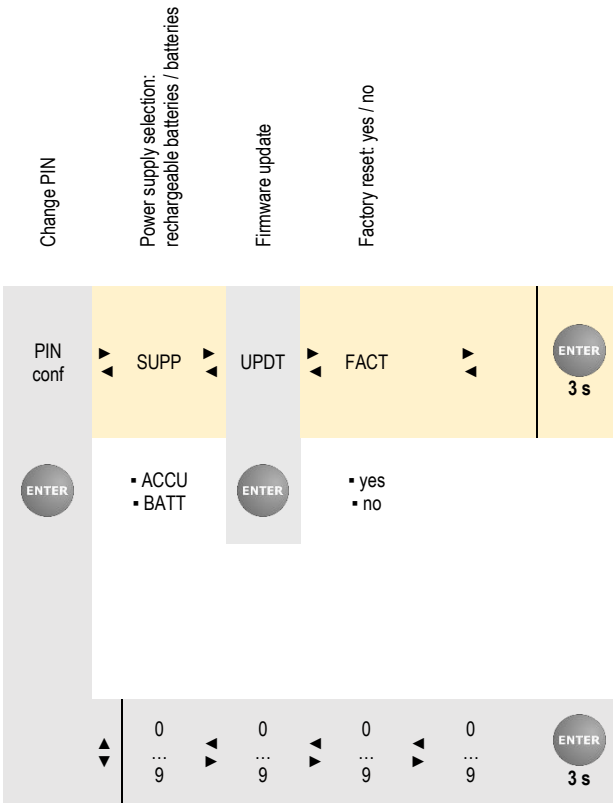 Change PIN
Power supply selection:
rechargeable batteries / batteries
Firmware update
Factory reset: yes / no
PIN
conf
► ◄
SUPP
► ◄
UPDT
► ◄
FACT
► ◄
ENTER
3 s
ENTER
▪ ACCU
▪ BATT
ENTER
▪ yes
▪ no
▲ ▼
0 ◄ 0 ◄ 0 ◄ 0
… ► … ► … ► …
9 9 9 9
ENTER
3 s